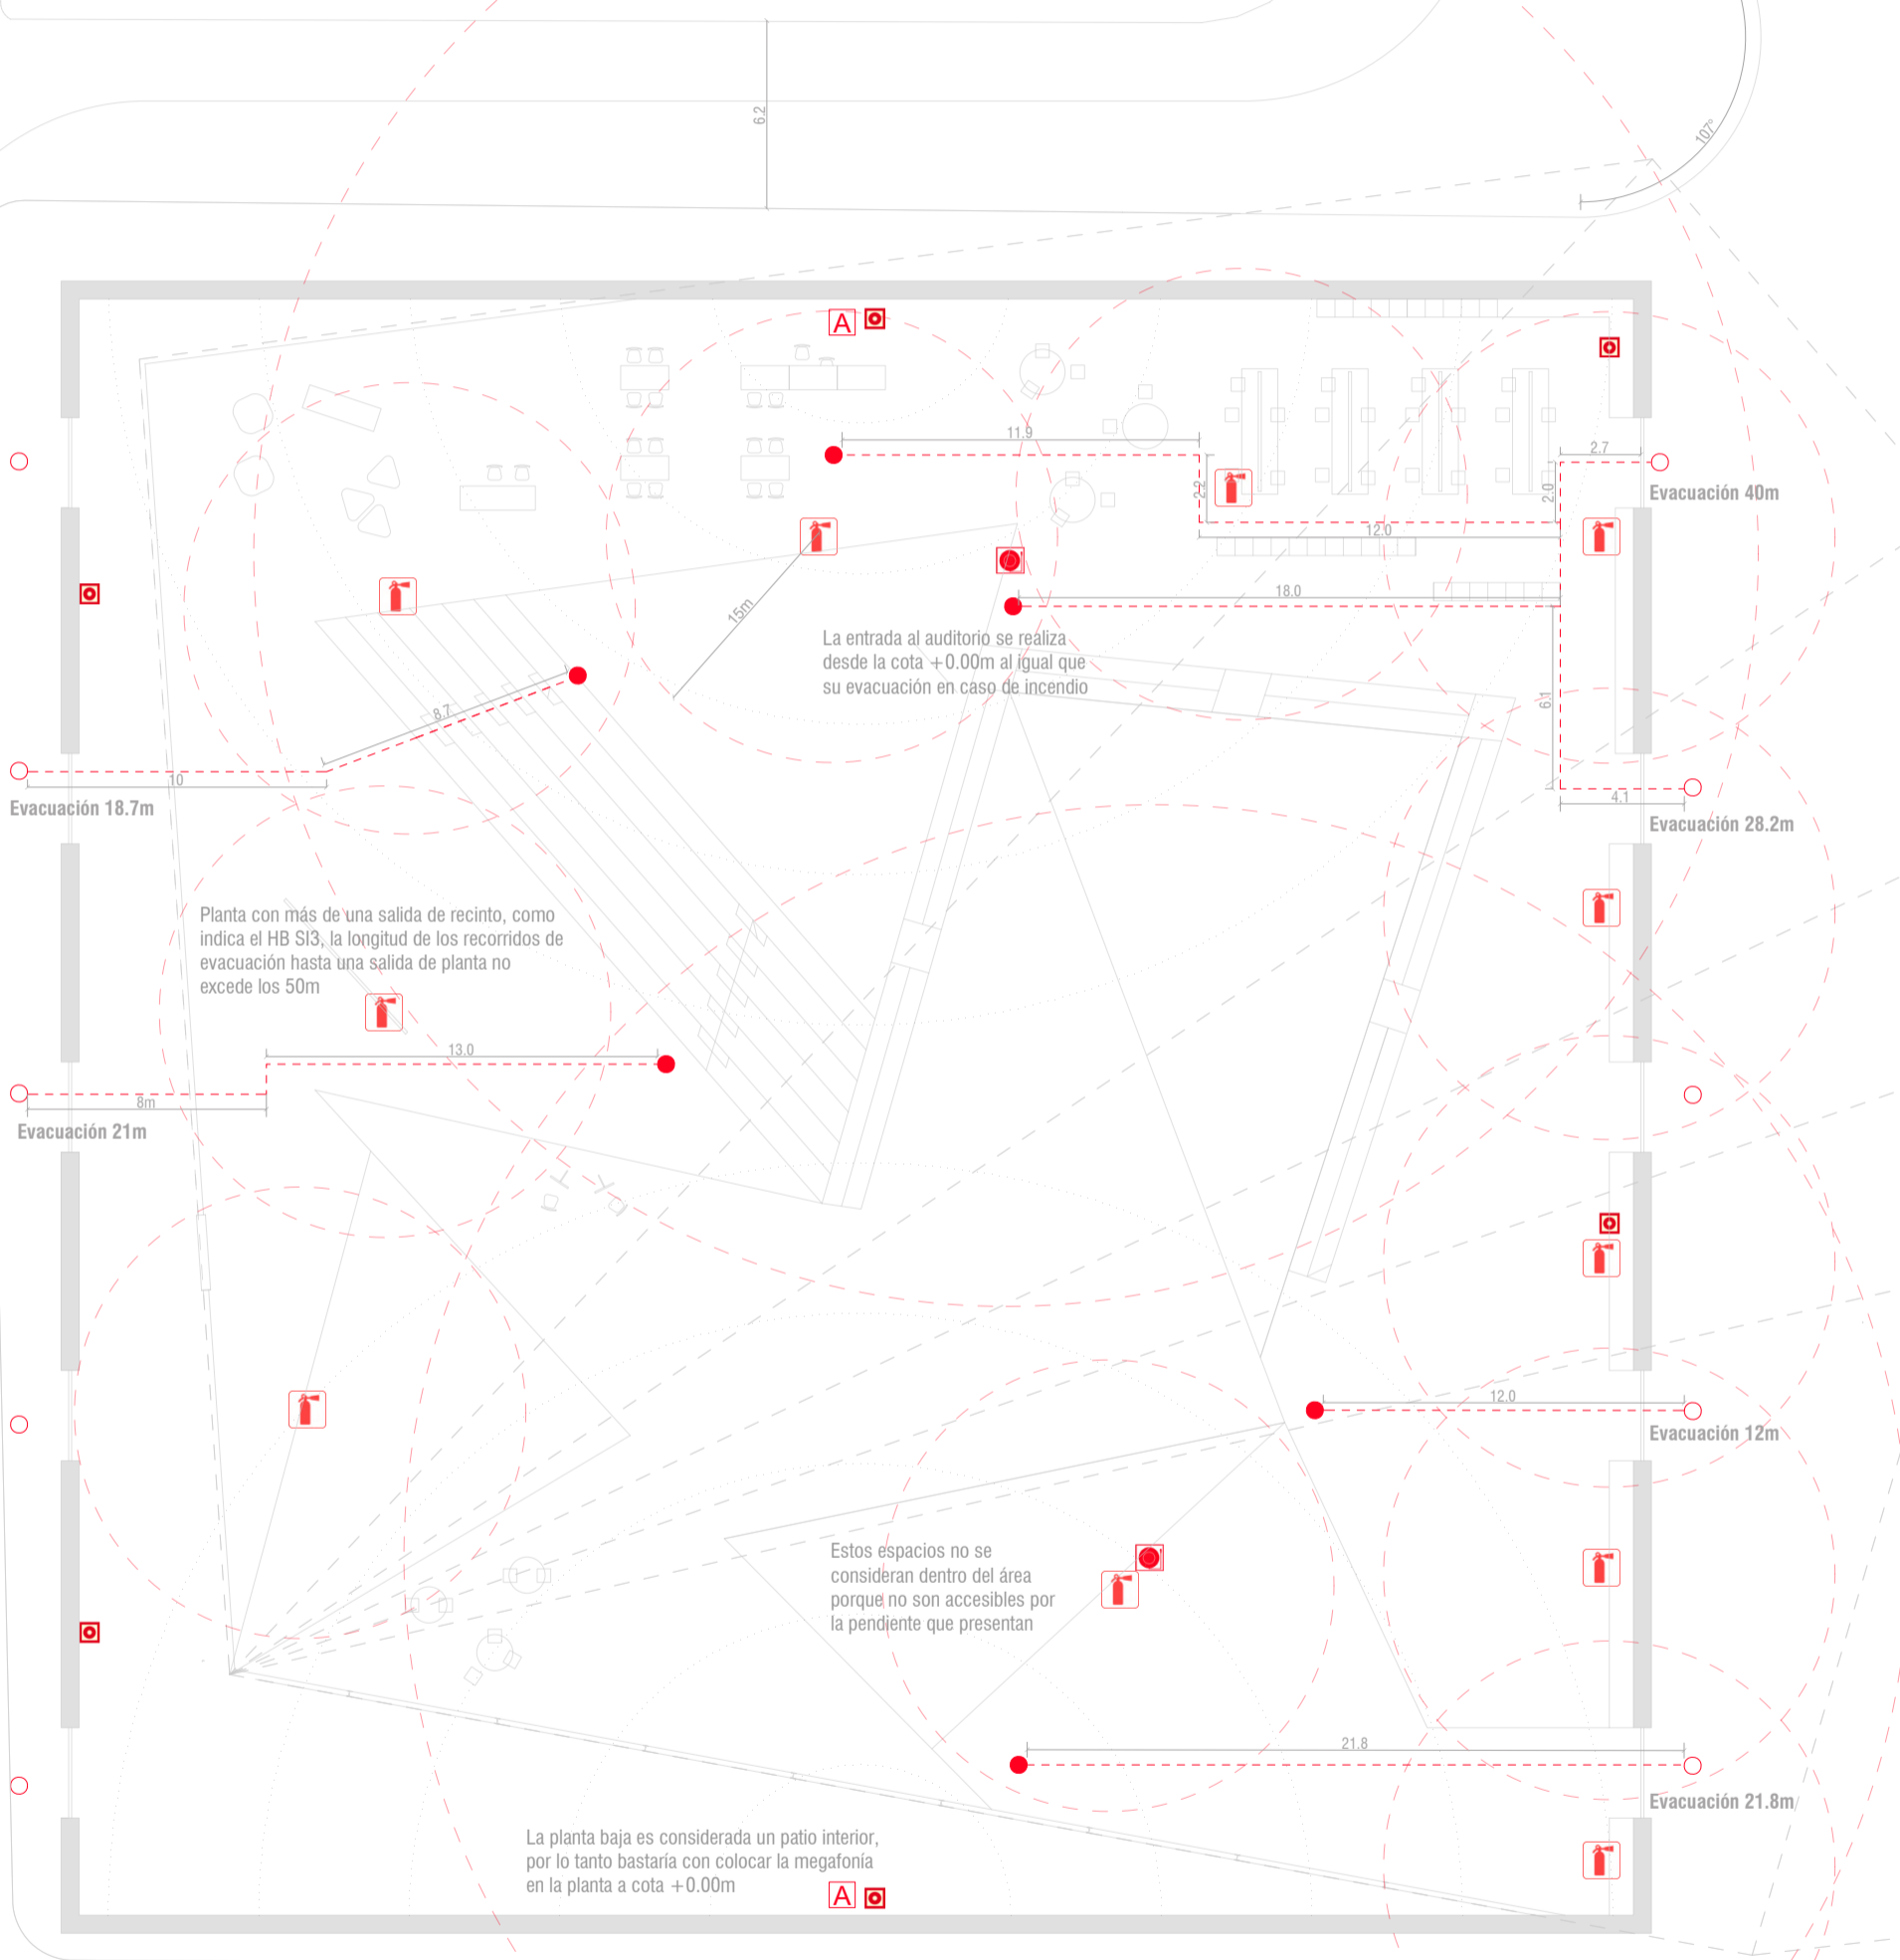 6.2
107°
A
11.9
2.7
2.2
2.0
Evacuación 40m
12.0
15m
18.0
La entrada al auditorio se realiza
desde la cota +0.00m al igual que
su evacuación en caso de incendio
8.7
6.1
10
4.1
Evacuación 18.7m
Evacuación 28.2m
Planta con más de una salida de recinto, como
indica el HB SI3, la longitud de los recorridos de
evacuación hasta una salida de planta no
excede los 50m
13.0
8m
Evacuación 21m
12.0
Evacuación 12m
Estos espacios no se
consideran dentro del área
porque no son accesibles por
la pendiente que presentan
21.8
Evacuación 21.8m
La planta baja es considerada un patio interior,
por lo tanto bastaría con colocar la megafonía
en la planta a cota +0.00m
A